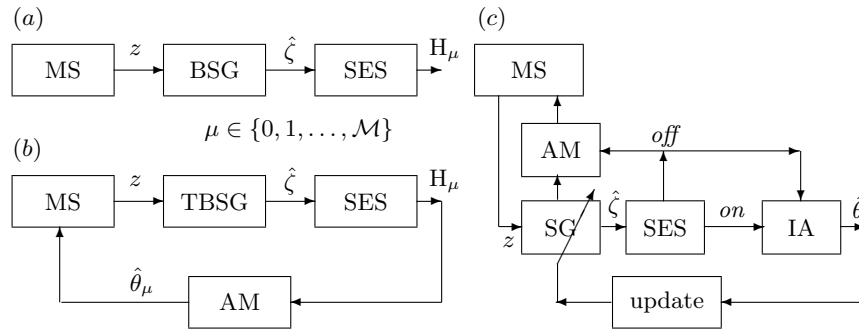 (a)
MS z BSG ζ̂ SES H_μ
μ ∈ {0, 1, . . . , ℳ}
(b)
MS z TBSG ζ̂ SES H_μ
θ̂_μ AM
(c)
MS
AM off
z SG ζ̂ SES on IA θ̂
update